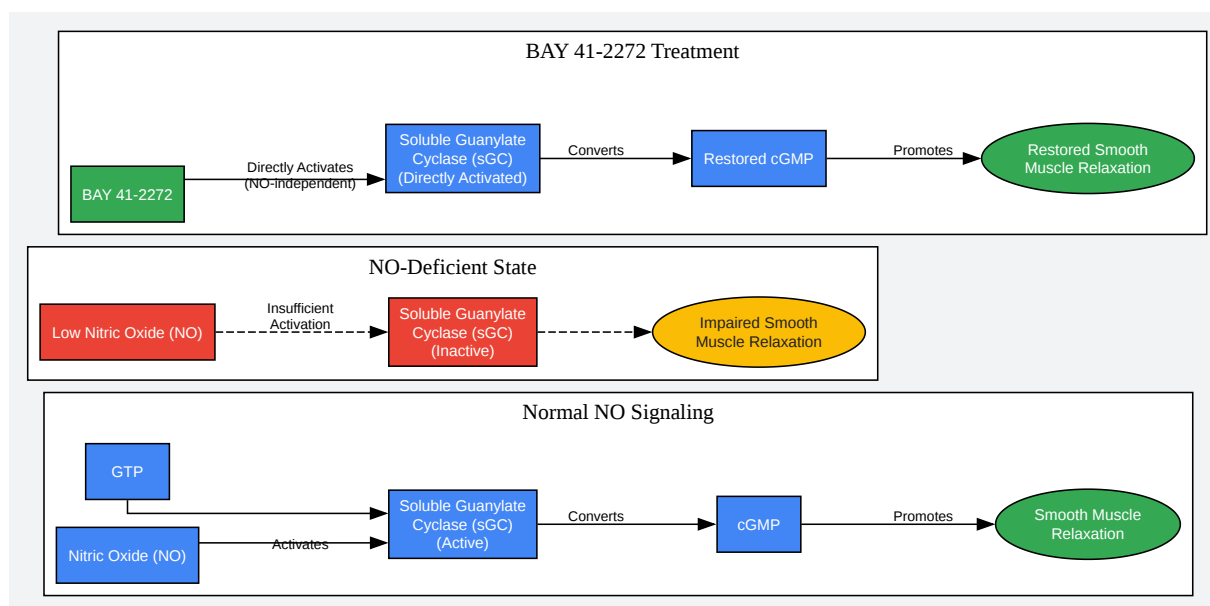 BAY 41-2272 Treatment
BAY 41-2272
Directly Activates
(NO-independent)
Soluble Guanylate
Cyclase (sGC)
(Directly Activated)
Converts
Restored cGMP
Promotes
Restored Smooth
Muscle Relaxation
NO-Deficient State
Low Nitric Oxide (NO)
Insufficient
Activation
Soluble Guanylate
Cyclase (sGC)
(Inactive)
Impaired Smooth
Muscle Relaxation
Normal NO Signaling
GTP
Nitric Oxide (NO)
Activates
Soluble Guanylate
Cyclase (sGC)
(Active)
Converts
cGMP
Promotes
Smooth Muscle
Relaxation